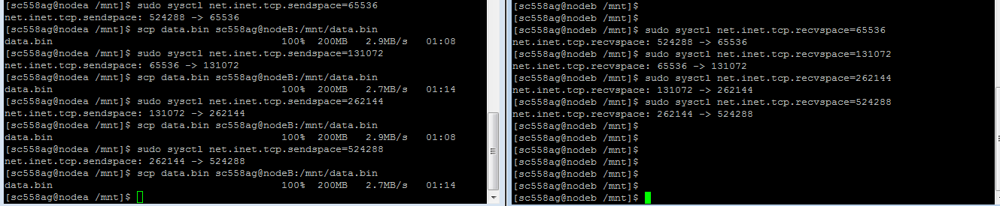 [sc558ag@nodea /mnt]$ sudo sysctl net.inet.tcp.sendspace=65536
net.inet.tcp.sendspace: 524288 -> 65536
[sc558ag@nodea /mnt]$ scp data.bin sc558ag@nodeB:/mnt/data.bin
data.bin 100% 200MB 2.9MB/s 01:08
[sc558ag@nodea /mnt]$ sudo sysctl net.inet.tcp.sendspace=131072
net.inet.tcp.sendspace: 65536 -> 131072
[sc558ag@nodea /mnt]$ scp data.bin sc558ag@nodeB:/mnt/data.bin
data.bin 100% 200MB 2.7MB/s 01:14
[sc558ag@nodea /mnt]$ sudo sysctl net.inet.tcp.sendspace=262144
net.inet.tcp.sendspace: 131072 -> 262144
[sc558ag@nodea /mnt]$ scp data.bin sc558ag@nodeB:/mnt/data.bin
data.bin 100% 200MB 2.9MB/s 01:08
[sc558ag@nodea /mnt]$ sudo sysctl net.inet.tcp.sendspace=524288
net.inet.tcp.sendspace: 262144 -> 524288
[sc558ag@nodea /mnt]$ scp data.bin sc558ag@nodeB:/mnt/data.bin
data.bin 100% 200MB 2.7MB/s 01:14
[sc558ag@nodea /mnt]$
[sc558ag@nodeb /mnt]$
[sc558ag@nodeb /mnt]$
[sc558ag@nodeb /mnt]$ sudo sysctl net.inet.tcp.recvspace=65536
net.inet.tcp.recvspace: 524288 -> 65536
[sc558ag@nodeb /mnt]$ sudo sysctl net.inet.tcp.recvspace=131072
net.inet.tcp.recvspace: 65536 -> 131072
[sc558ag@nodeb /mnt]$ sudo sysctl net.inet.tcp.recvspace=262144
net.inet.tcp.recvspace: 131072 -> 262144
[sc558ag@nodeb /mnt]$ sudo sysctl net.inet.tcp.recvspace=524288
net.inet.tcp.recvspace: 262144 -> 524288
[sc558ag@nodeb /mnt]$
[sc558ag@nodeb /mnt]$
[sc558ag@nodeb /mnt]$
[sc558ag@nodeb /mnt]$
[sc558ag@nodeb /mnt]$
[sc558ag@nodeb /mnt]$
[sc558ag@nodeb /mnt]$